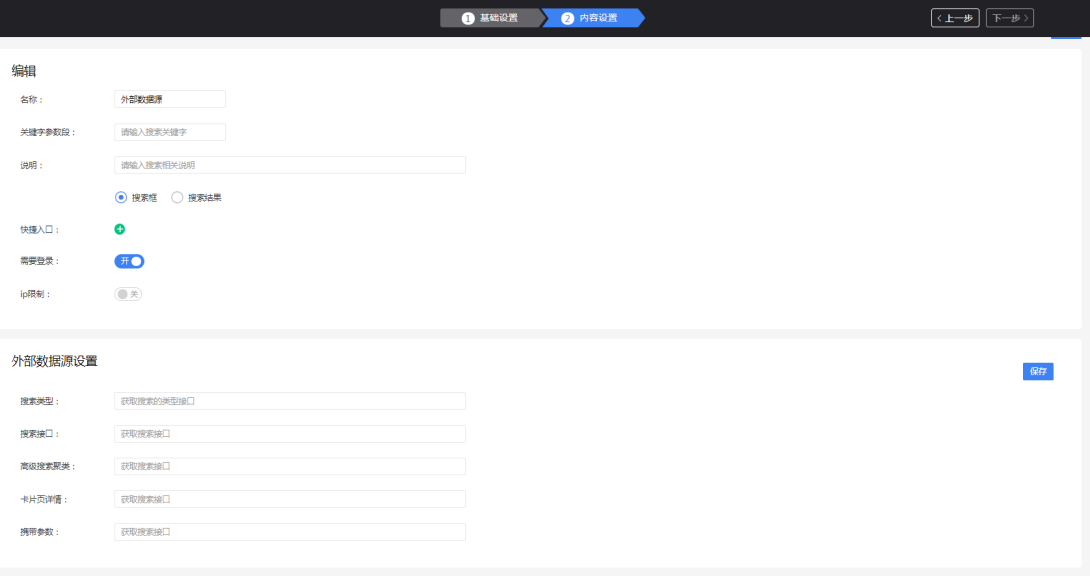 1 基础设置 2 内容设置 〈上一步 下一步〉
编辑
名称： 外部数据源
关键字参数段： 请输入搜索关键字
说明： 请输入搜索相关说明
搜索框 搜索结果
快捷入口：
需要登录： 开
ip限制： 关
外部数据源设置
保存
搜索类型： 获取搜索的类型接口
搜索接口： 获取搜索接口
高级搜索聚类： 获取搜索接口
卡片页详情： 获取搜索接口
携带参数： 获取搜索接口